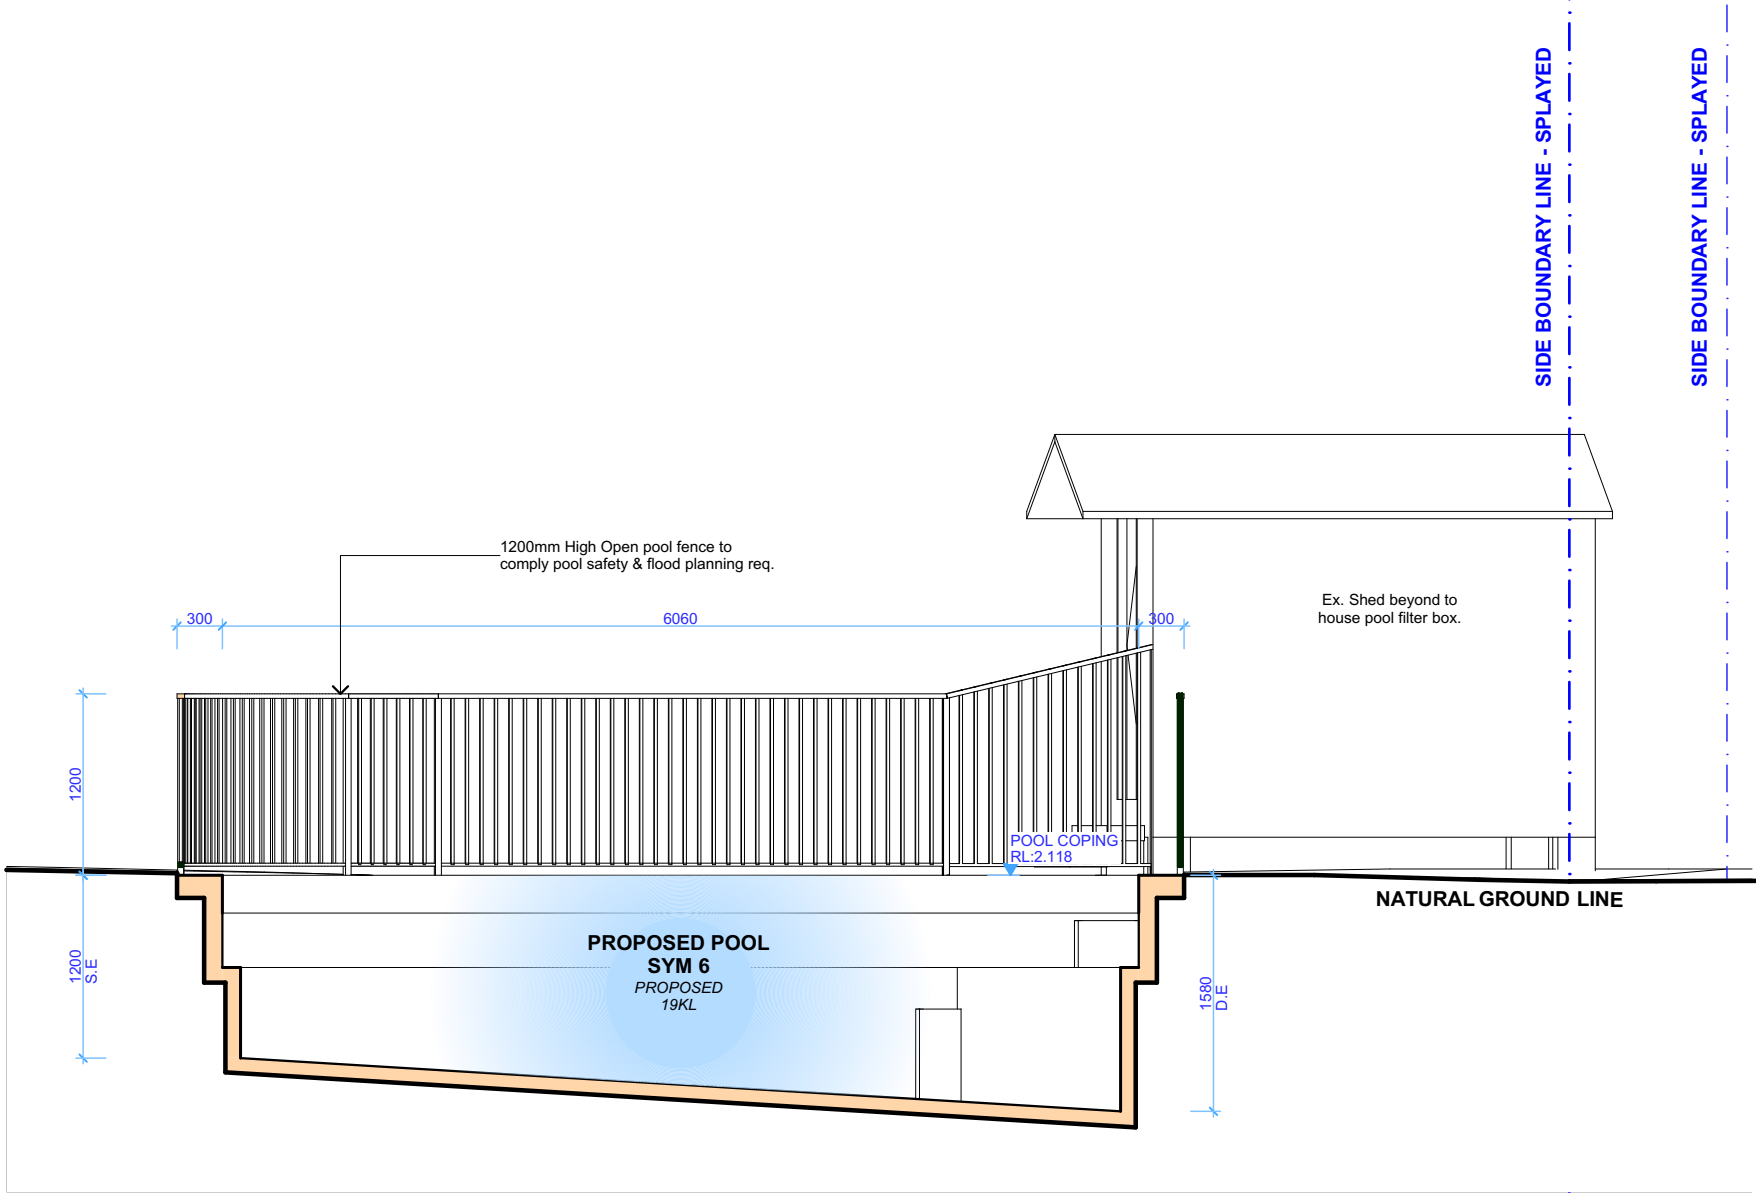 SIDE BOUNDARY LINE - SPLAYED
SIDE BOUNDARY LINE - SPLAYED
1200mm High Open pool fence to
comply pool safety & flood planning req.
Ex. Shed beyond to
house pool filter box.
300
6060
300
1200
POOL COPING
RL:2.118
NATURAL GROUND LINE
PROPOSED POOL
SYM 6
PROPOSED
19KL
1200
S.E
1580
D.E